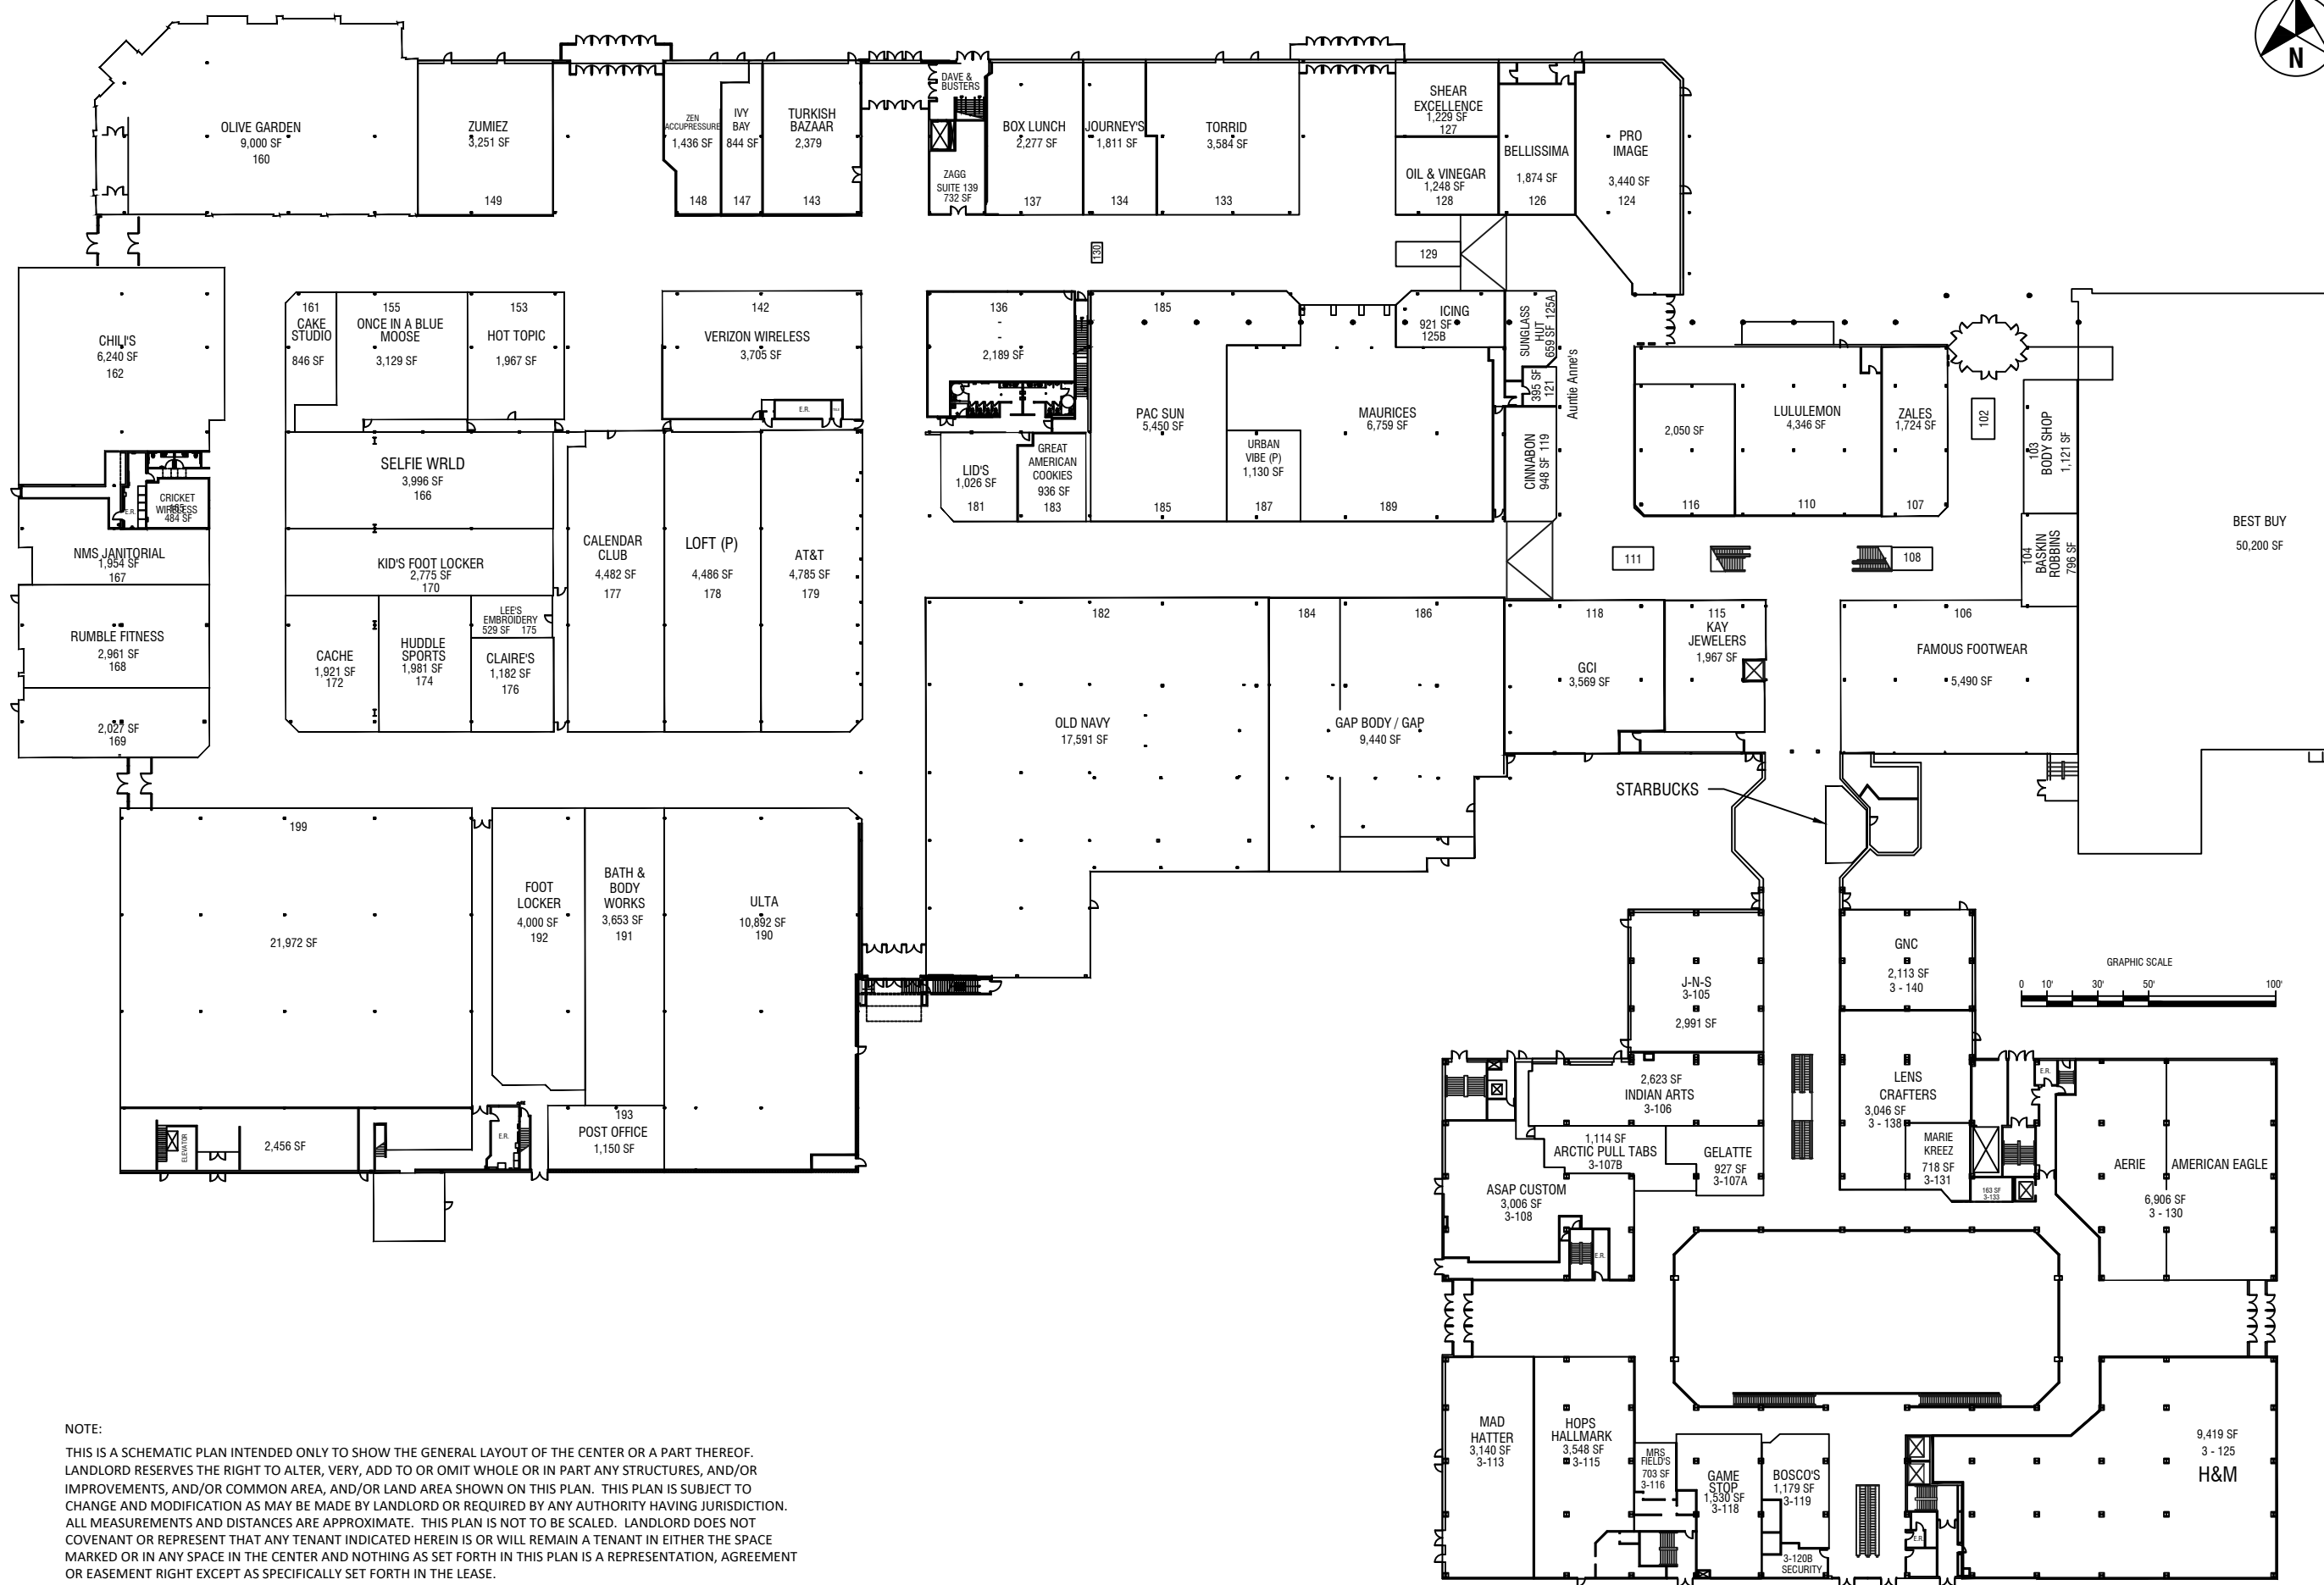 N
OLIVE GARDEN
9,000 SF
160
ZUMIEZ
3,251 SF
149
ZEN
ACCUPRESSURE
1,436 SF
148
IVY
BAY
844 SF
147
TURKISH
BAZAAR
2,379
143
DAVE &
BUSTERS
ZAGG
SUITE 139
732 SF
BOX LUNCH
2,277 SF
137
JOURNEY'S
1,811 SF
134
TORRID
3,584 SF
133
SHEAR
EXCELLENCE
1,229 SF
127
OIL & VINEGAR
1,248 SF
128
BELLISSIMA
1,874 SF
126
PRO
IMAGE
3,440 SF
124
130
129
CHILI'S
6,240 SF
162
161
CAKE
STUDIO
846 SF
155
ONCE IN A BLUE
MOOSE
3,129 SF
153
HOT TOPIC
1,967 SF
142
VERIZON WIRELESS
3,705 SF
E.R.
136
-
-
2,189 SF
185
PAC SUN
5,450 SF
185
ICING
921 SF
125B
SUNGLASS
HUT
659 SF 125A
395 SF
121
Auntie Anne's
CINNABON
948 SF 119
MAURICES
6,759 SF
189
URBAN
VIBE (P)
1,130 SF
187
LID'S
1,026 SF
181
GREAT
AMERICAN
COOKIES
936 SF
183
2,050 SF
116
LULULEMON
4,346 SF
110
ZALES
1,724 SF
107
102
103
BODY SHOP
1,121 SF
104
BASKIN
ROBBINS
796 SF
BEST BUY
50,200 SF
SELFIE WRLD
3,996 SF
166
CRICKET
WIRELESS
484 SF
E.R.
NMS JANITORIAL
1,954 SF
167
KID'S FOOT LOCKER
2,775 SF
170
CALENDAR
CLUB
4,482 SF
177
LOFT (P)
4,486 SF
178
AT&T
4,785 SF
179
111
108
RUMBLE FITNESS
2,961 SF
168
2,027 SF
169
CACHE
1,921 SF
172
HUDDLE
SPORTS
1,981 SF
174
LEE'S
EMBROIDERY
529 SF 175
CLAIRE'S
1,182 SF
176
182
OLD NAVY
17,591 SF
184
186
GAP BODY / GAP
9,440 SF
118
GCI
3,569 SF
115
KAY
JEWELERS
1,967 SF
106
FAMOUS FOOTWEAR
5,490 SF
STARBUCKS
199
21,972 SF
FOOT
LOCKER
4,000 SF
192
BATH &
BODY
WORKS
3,653 SF
191
ULTA
10,892 SF
190
ELEVATOR
2,456 SF
E.R.
193
POST OFFICE
1,150 SF
J-N-S
3-105
2,991 SF
GNC
2,113 SF
3 - 140
GRAPHIC SCALE
0 10' 30' 50' 100'
2,623 SF
INDIAN ARTS
3-106
LENS
CRAFTERS
3,046 SF
3 - 138
E.R.
1,114 SF
ARCTIC PULL TABS
3-107B
GELATTE
927 SF
3-107A
MARIE
KREEZ
718 SF
3-131
163 SF
3-133
AERIE
AMERICAN EAGLE
6,906 SF
3 - 130
ASAP CUSTOM
3,006 SF
3-108
E.R.
MAD
HATTER
3,140 SF
3-113
HOPS
HALLMARK
3,548 SF
3-115
MRS
FIELD'S
703 SF
3-116
GAME
STOP
1,530 SF
3-118
BOSCO'S
1,179 SF
3-119
3-120B
SECURITY
E.R.
9,419 SF
3 - 125
H&M
NOTE:
THIS IS A SCHEMATIC PLAN INTENDED ONLY TO SHOW THE GENERAL LAYOUT OF THE CENTER OR A PART THEREOF.
LANDLORD RESERVES THE RIGHT TO ALTER, VERY, ADD TO OR OMIT WHOLE OR IN PART ANY STRUCTURES, AND/OR
IMPROVEMENTS, AND/OR COMMON AREA, AND/OR LAND AREA SHOWN ON THIS PLAN. THIS PLAN IS SUBJECT TO
CHANGE AND MODIFICATION AS MAY BE MADE BY LANDLORD OR REQUIRED BY ANY AUTHORITY HAVING JURISDICTION.
ALL MEASUREMENTS AND DISTANCES ARE APPROXIMATE. THIS PLAN IS NOT TO BE SCALED. LANDLORD DOES NOT
COVENANT OR REPRESENT THAT ANY TENANT INDICATED HEREIN IS OR WILL REMAIN A TENANT IN EITHER THE SPACE
MARKED OR IN ANY SPACE IN THE CENTER AND NOTHING AS SET FORTH IN THIS PLAN IS A REPRESENTATION, AGREEMENT
OR EASEMENT RIGHT EXCEPT AS SPECIFICALLY SET FORTH IN THE LEASE.